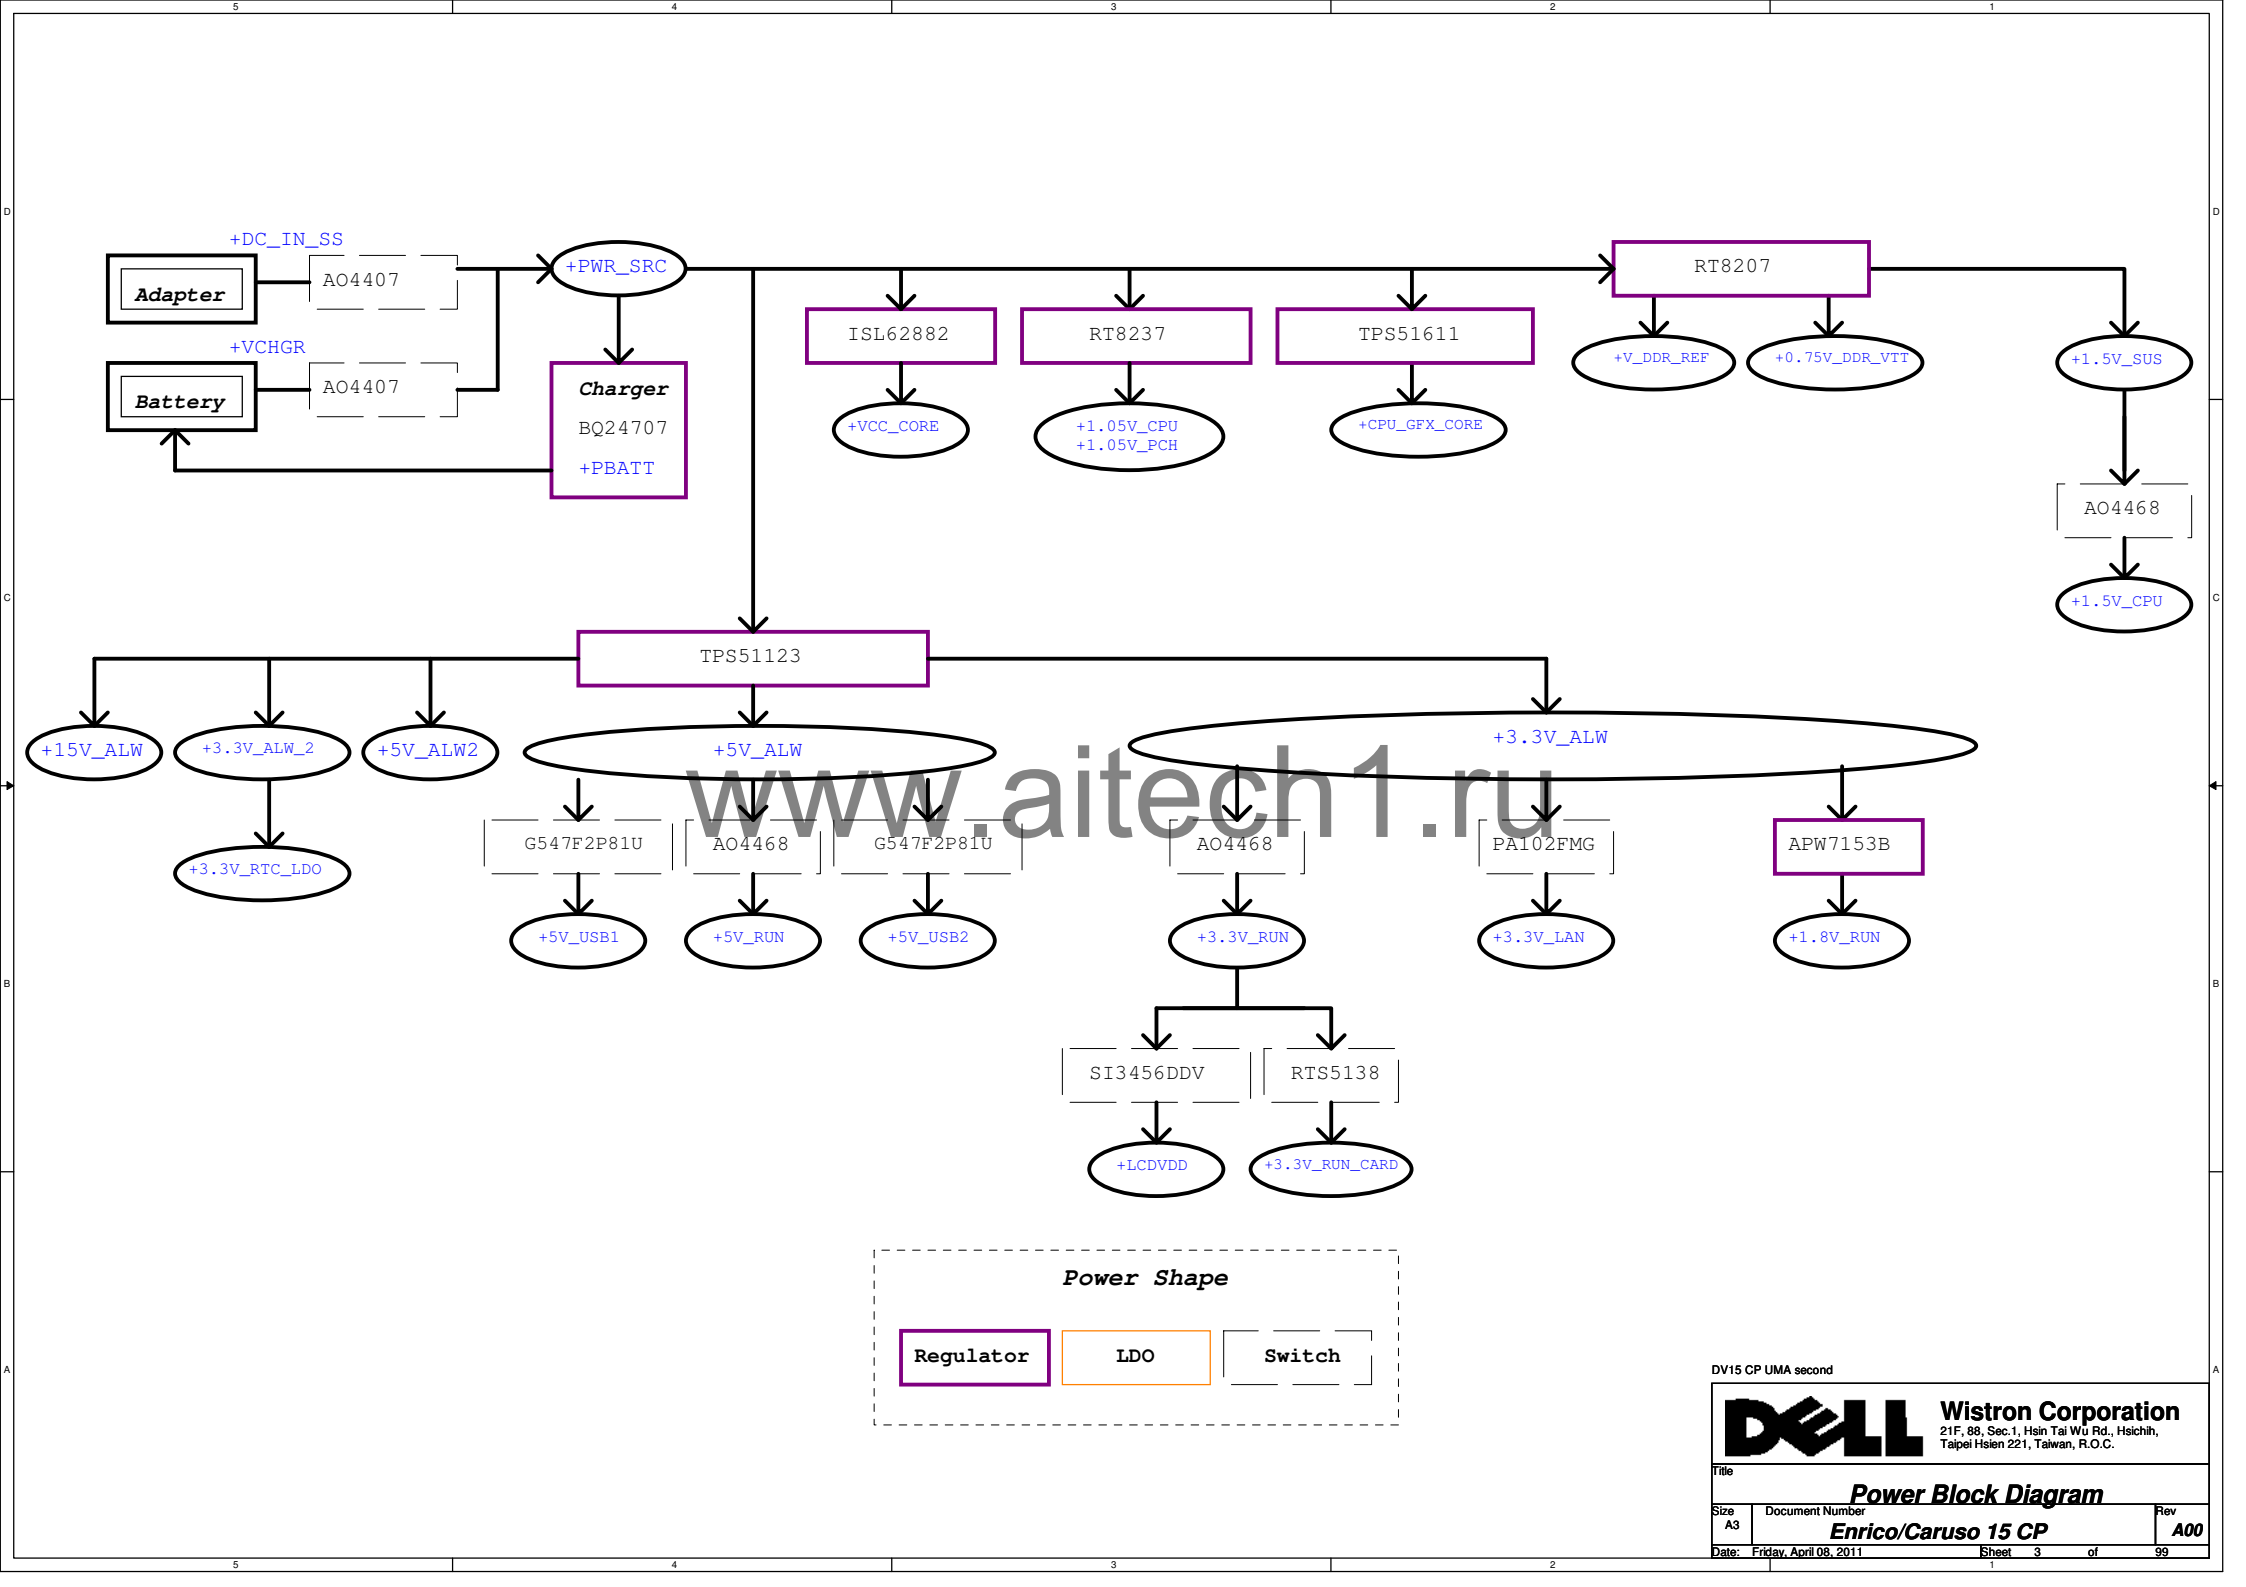 5 4 3 2 1
D D
+DC_IN_SS
Adapter
AO4407
+PWR_SRC
RT8207
+VCHGR
Battery
AO4407
Charger
BQ24707
+PBATT
ISL62882
RT8237
TPS51611
+V_DDR_REF
+0.75V_DDR_VTT
+1.5V_SUS
+VCC_CORE
+1.05V_CPU
+1.05V_PCH
+CPU_GFX_CORE
AO4468
C C
+1.5V_CPU
TPS51123
+15V_ALW
+3.3V_ALW_2
+5V_ALW2
+5V_ALW
+3.3V_ALW
www.aitech1.ru
+3.3V_RTC_LDO
G547F2P81U
AO4468
G547F2P81U
AO4468
PA102FMG
APW7153B
+5V_USB1
+5V_RUN
+5V_USB2
+3.3V_RUN
+3.3V_LAN
+1.8V_RUN
B B
SI3456DDV
RTS5138
+LCDVDD
+3.3V_RUN_CARD
Power Shape
Regulator
LDO
Switch
A A
DV15 CP UMA second
DELL
Wistron Corporation
21F, 88, Sec.1, Hsin Tai Wu Rd., Hsichih,
Taipei Hsien 221, Taiwan, R.O.C.
Title
Power Block Diagram
Size
A3
Document Number
Enrico/Caruso 15 CP
Rev
A00
Date: Friday, April 08, 2011
Sheet 3 of 99
5 4 3 2 1